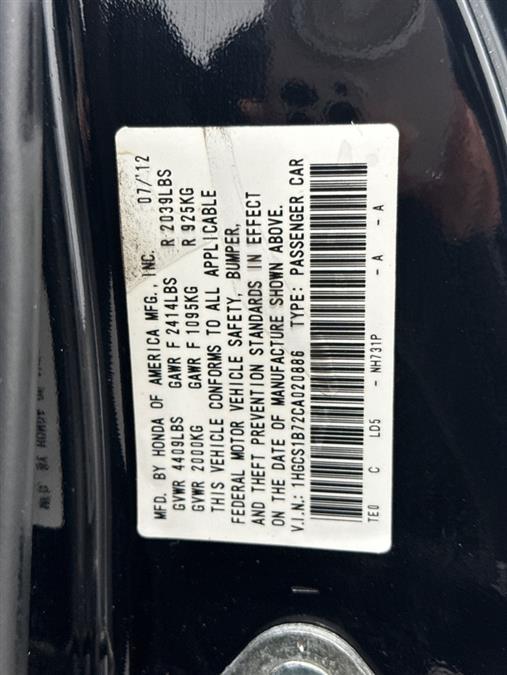 MFD. BY HONDA OF AMERICA MFG., INC. 07/12
GVWR 4409LBS GAWR F 2414LBS R 2039LBS
GVWR 2000KG GAWR F 1095KG R 925KG
THIS VEHICLE CONFORMS TO ALL APPLICABLE
FEDERAL MOTOR VEHICLE SAFETY, BUMPER,
AND THEFT PREVENTION STANDARDS IN EFFECT
ON THE DATE OF MANUFACTURE SHOWN ABOVE.
V.I.N.: 1HGCS1B72CA020886 TYPE: PASSENGER CAR
TE0 C LD5 - NH731P - A - A